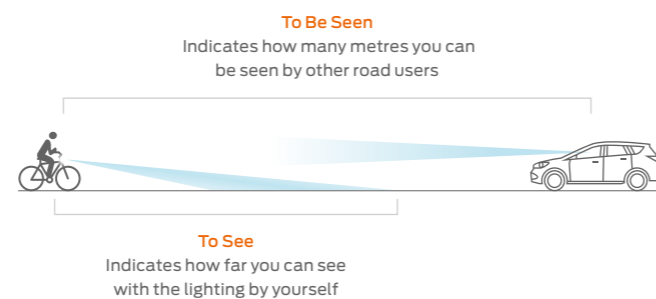 To Be Seen
Indicates how many metres you can
be seen by other road users
To See
Indicates how far you can see
with the lighting by yourself